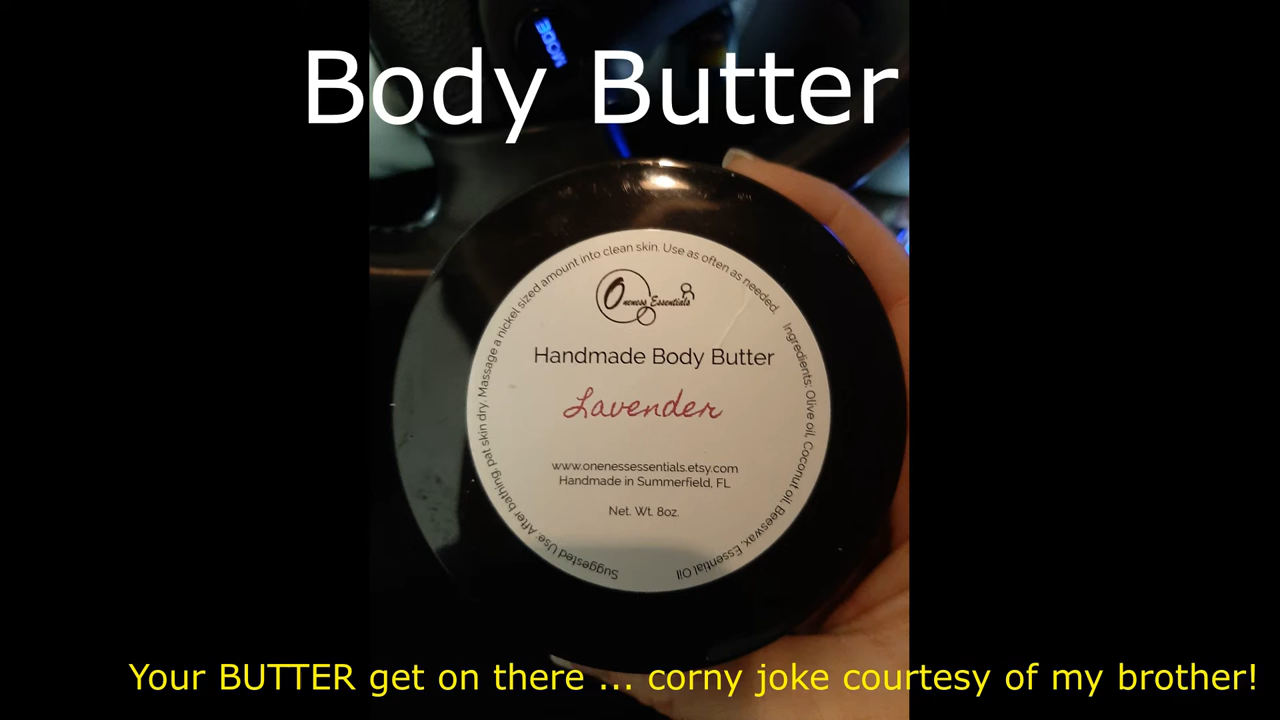 Body Butter
MODE
Suggested Use: After bathing, pat skin dry. Massage a nickel sized amount into clean skin. Use as often as needed.
Ingredients: Olive oil, Coconut oil, Beeswax, Essential Oil
Oneness Essentials
Handmade Body Butter
Lavender
www.onenessessentials.etsy.com
Handmade in Summerfield, FL
Net. Wt. 8oz.
Your BUTTER get on there ... corny joke courtesy of my brother!